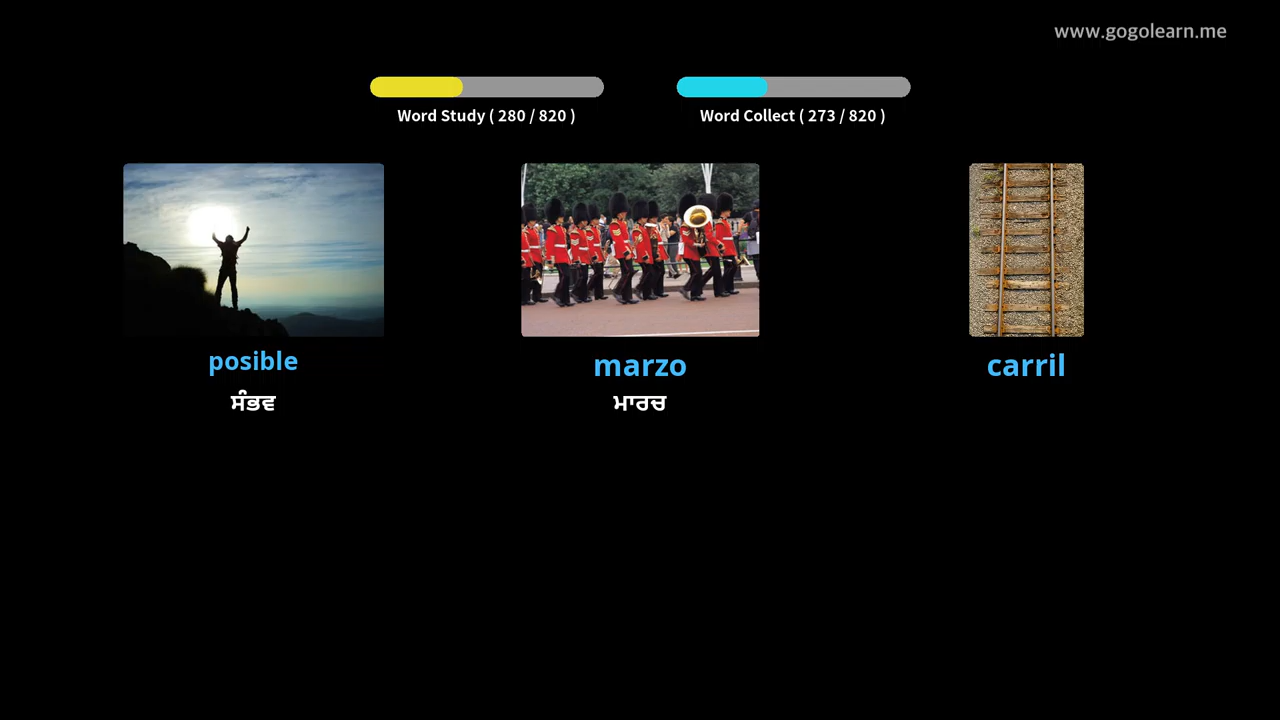 www.gogolearn.me
Word Study ( 280 / 820 )
Word Collect ( 273 / 820 )
posible
marzo
carril
ਸੰਭਵ
ਮਾਰਚ